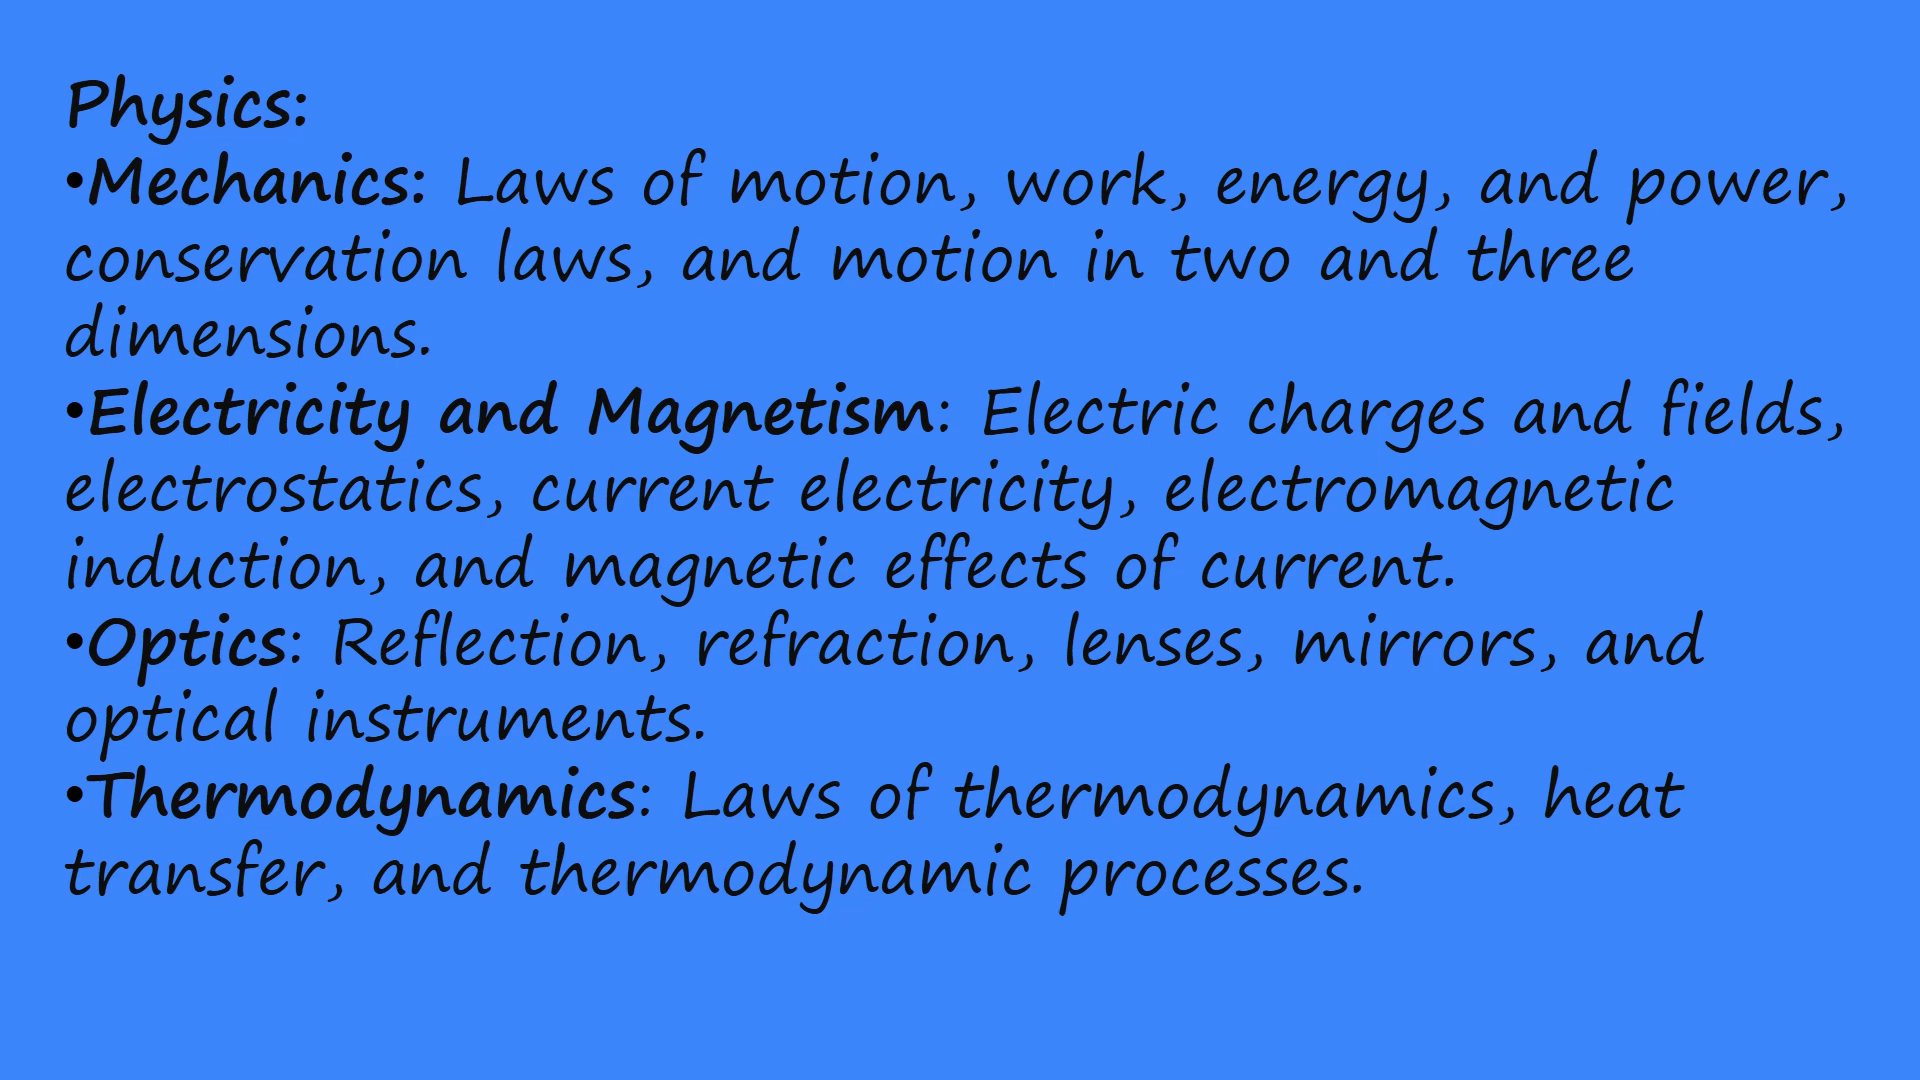 Physics:
•Mechanics: Laws of motion, work, energy, and power,
conservation laws, and motion in two and three
dimensions.
•Electricity and Magnetism: Electric charges and fields,
electrostatics, current electricity, electromagnetic
induction, and magnetic effects of current.
•Optics: Reflection, refraction, lenses, mirrors, and
optical instruments.
•Thermodynamics: Laws of thermodynamics, heat
transfer, and thermodynamic processes.